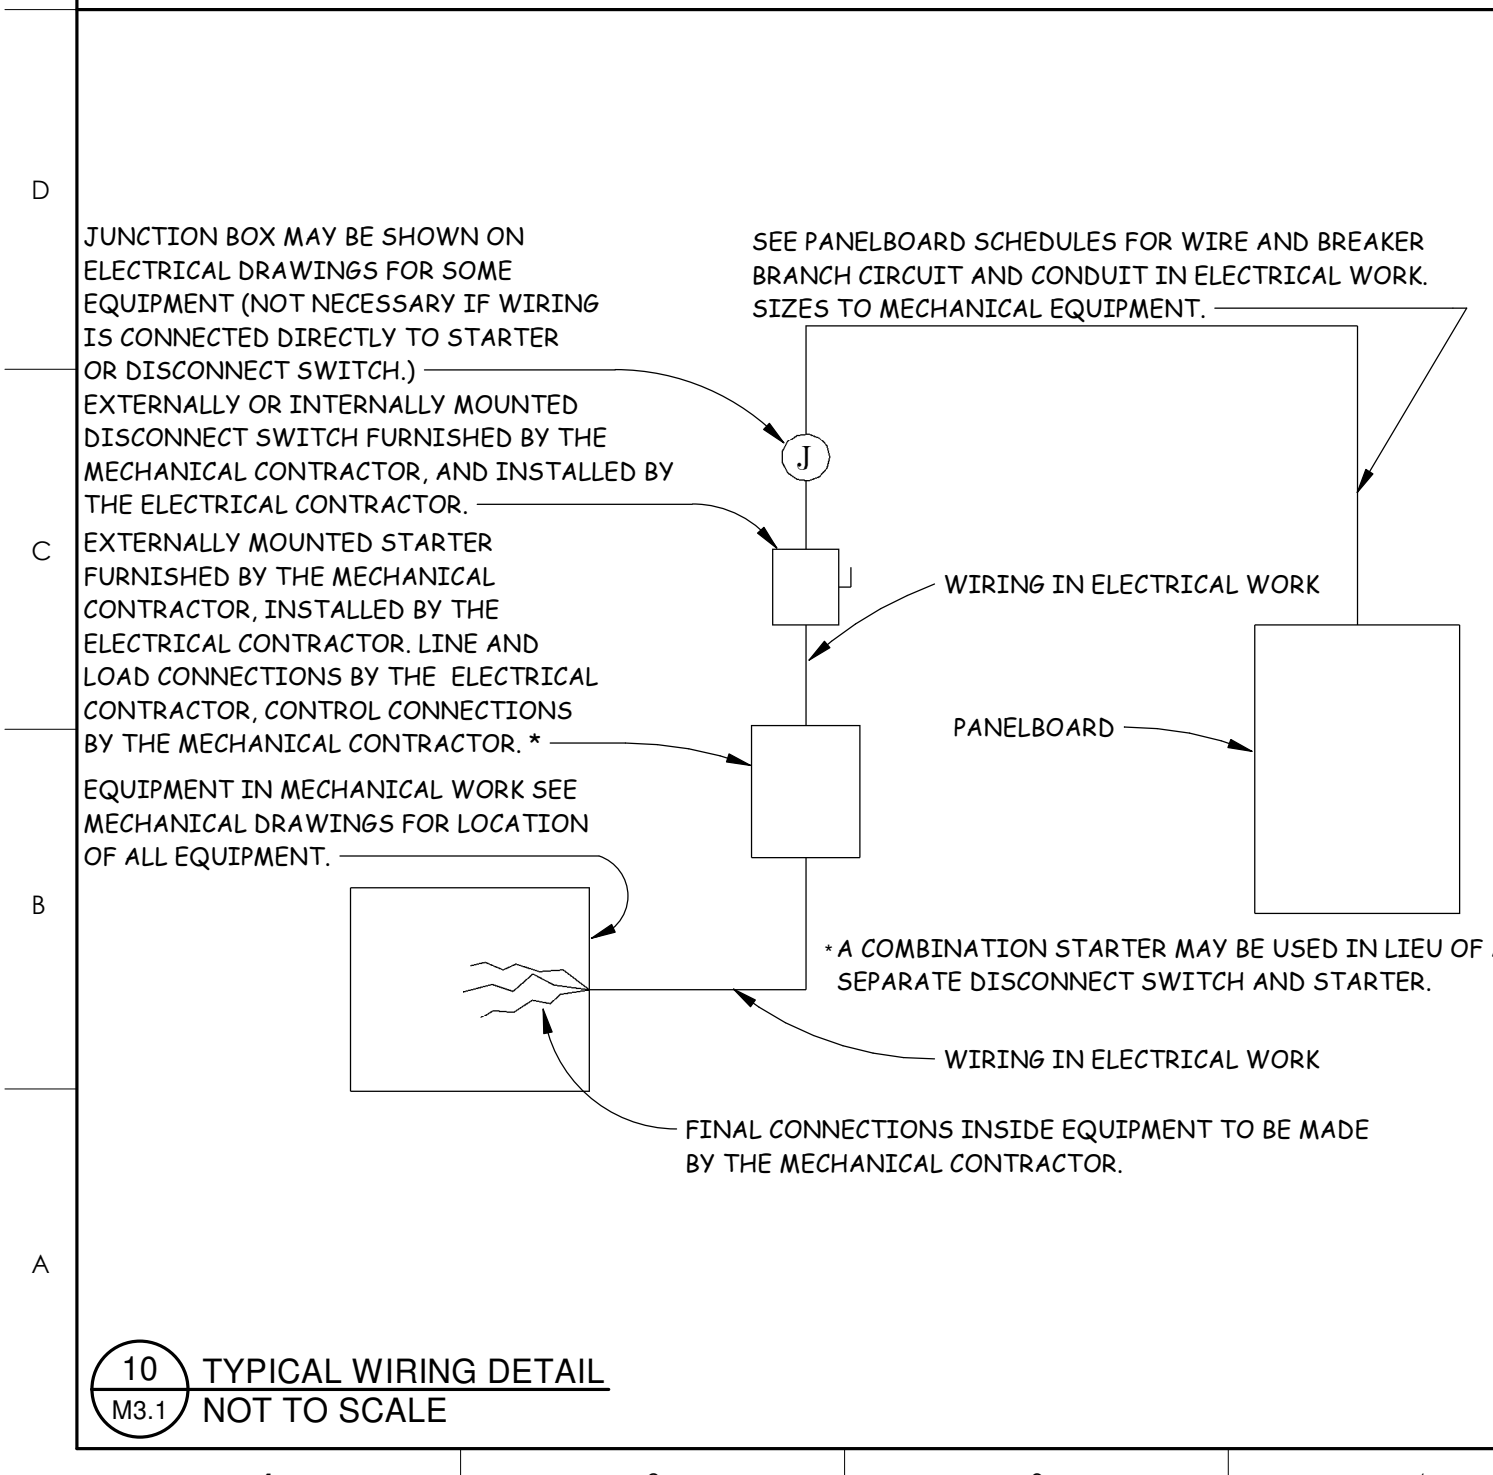 D
JUNCTION BOX MAY BE SHOWN ON
ELECTRICAL DRAWINGS FOR SOME
EQUIPMENT (NOT NECESSARY IF WIRING
IS CONNECTED DIRECTLY TO STARTER
OR DISCONNECT SWITCH.)
EXTERNALLY OR INTERNALLY MOUNTED
DISCONNECT SWITCH FURNISHED BY THE
MECHANICAL CONTRACTOR, AND INSTALLED BY
THE ELECTRICAL CONTRACTOR.
C
EXTERNALLY MOUNTED STARTER
FURNISHED BY THE MECHANICAL
CONTRACTOR, INSTALLED BY THE
ELECTRICAL CONTRACTOR. LINE AND
LOAD CONNECTIONS BY THE ELECTRICAL
CONTRACTOR, CONTROL CONNECTIONS
BY THE MECHANICAL CONTRACTOR. *
EQUIPMENT IN MECHANICAL WORK SEE
MECHANICAL DRAWINGS FOR LOCATION
OF ALL EQUIPMENT.
SEE PANELBOARD SCHEDULES FOR WIRE AND BREAKER
BRANCH CIRCUIT AND CONDUIT IN ELECTRICAL WORK.
SIZES TO MECHANICAL EQUIPMENT.
J
WIRING IN ELECTRICAL WORK
PANELBOARD
B
* A COMBINATION STARTER MAY BE USED IN LIEU OF
SEPARATE DISCONNECT SWITCH AND STARTER.
WIRING IN ELECTRICAL WORK
FINAL CONNECTIONS INSIDE EQUIPMENT TO BE MADE
BY THE MECHANICAL CONTRACTOR.
A
10
M3.1
TYPICAL WIRING DETAIL
NOT TO SCALE